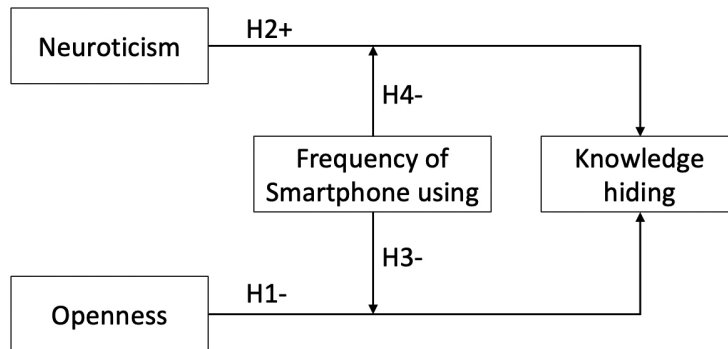 H2+
Neuroticism
H4-
Frequency of
Smartphone using
Knowledge
hiding
H3-
H1-
Openness